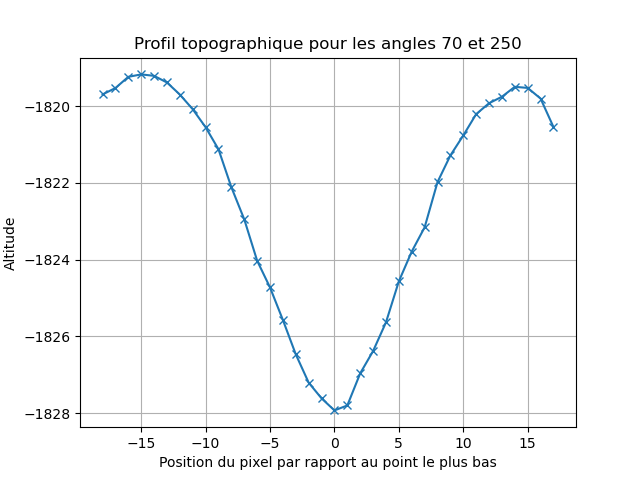 Profil topographique pour les angles 70 et 250
Altitude
−1820
−1822
−1824
−1826
−1828
−15 −10 −5 0 5 10 15
Position du pixel par rapport au point le plus bas